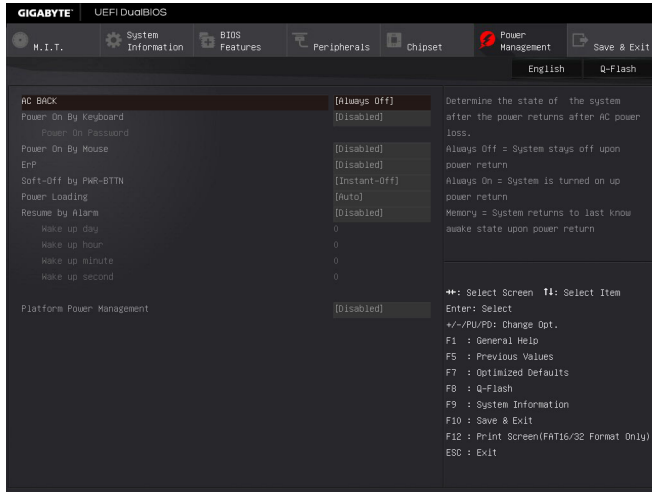 GIGABYTE™ UEFI DualBIOS
M.I.T. System Information BIOS Features Peripherals Chipset Power Management Save & Exit
English Q-Flash
AC BACK [Always Off]
Power On By Keyboard [Disabled]
Power On Password
Power On By Mouse [Disabled]
ErP [Disabled]
Soft-Off by PWR-BTTN [Instant-Off]
Power Loading [Auto]
Resume by Alarm [Disabled]
Wake up day 0
Wake up hour 0
Wake up minute 0
Wake up second 0
Platform Power Management [Disabled]
Determine the state of the system
after the power returns after AC power
loss.
Always Off = System stays off upon
power return
Always On = System is turned on up
power return
Memory = System returns to last know
awake state upon power return
→←: Select Screen ↑↓: Select Item
Enter: Select
+/-/PU/PD: Change Opt.
F1 : General Help
F5 : Previous Values
F7 : Optimized Defaults
F8 : Q-Flash
F9 : System Information
F10 : Save & Exit
F12 : Print Screen(FAT16/32 Format Only)
ESC : Exit